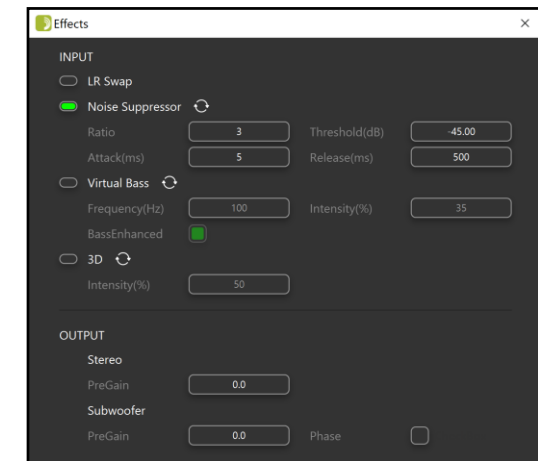 Effects
INPUT
LR Swap
Noise Suppressor
Ratio 3 Threshold(dB) -45.00
Attack(ms) 5 Release(ms) 500
Virtual Bass
Frequency(Hz) 100 Intensity(%) 35
BassEnhanced
3D
Intensity(%) 50
OUTPUT
Stereo
PreGain 0.0
Subwoofer
PreGain 0.0 Phase